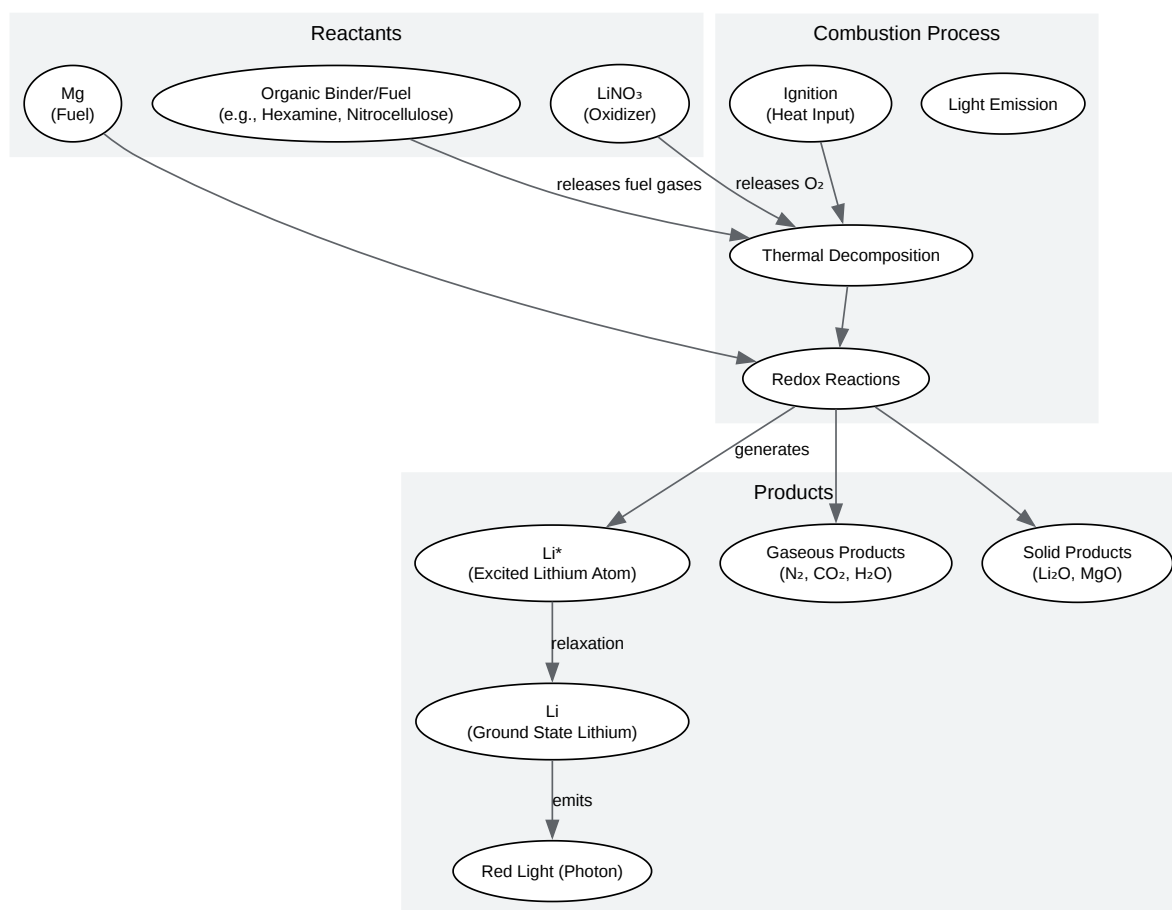 Reactants
Combustion Process
Mg
(Fuel)
Organic Binder/Fuel
(e.g., Hexamine, Nitrocellulose)
LiNO₃
(Oxidizer)
Ignition
(Heat Input)
Light Emission
releases fuel gases
releases O₂
Thermal Decomposition
Redox Reactions
generates
Products
Li*
(Excited Lithium Atom)
Gaseous Products
(N₂, CO₂, H₂O)
Solid Products
(Li₂O, MgO)
relaxation
Li
(Ground State Lithium)
emits
Red Light (Photon)